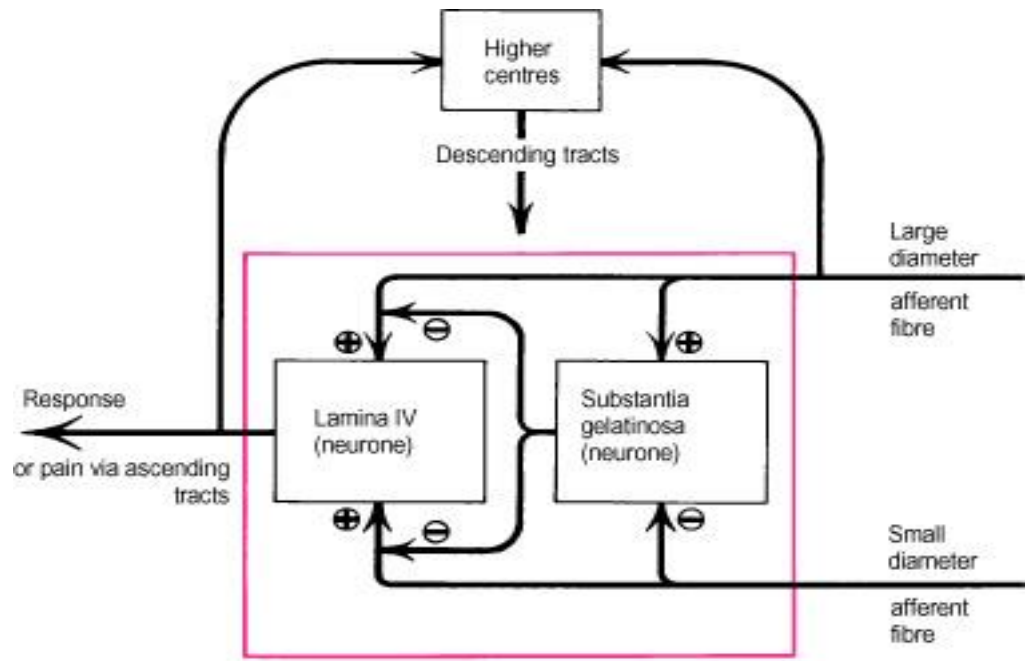 Higher
centres
Descending tracts
Large
diameter
afferent
fibre
⊕
⊖
⊕
Response
or pain via ascending
tracts
Lamina IV
(neurone)
Substantia
gelatinosa
(neurone)
⊕
⊖
⊖
Small
diameter
afferent
fibre